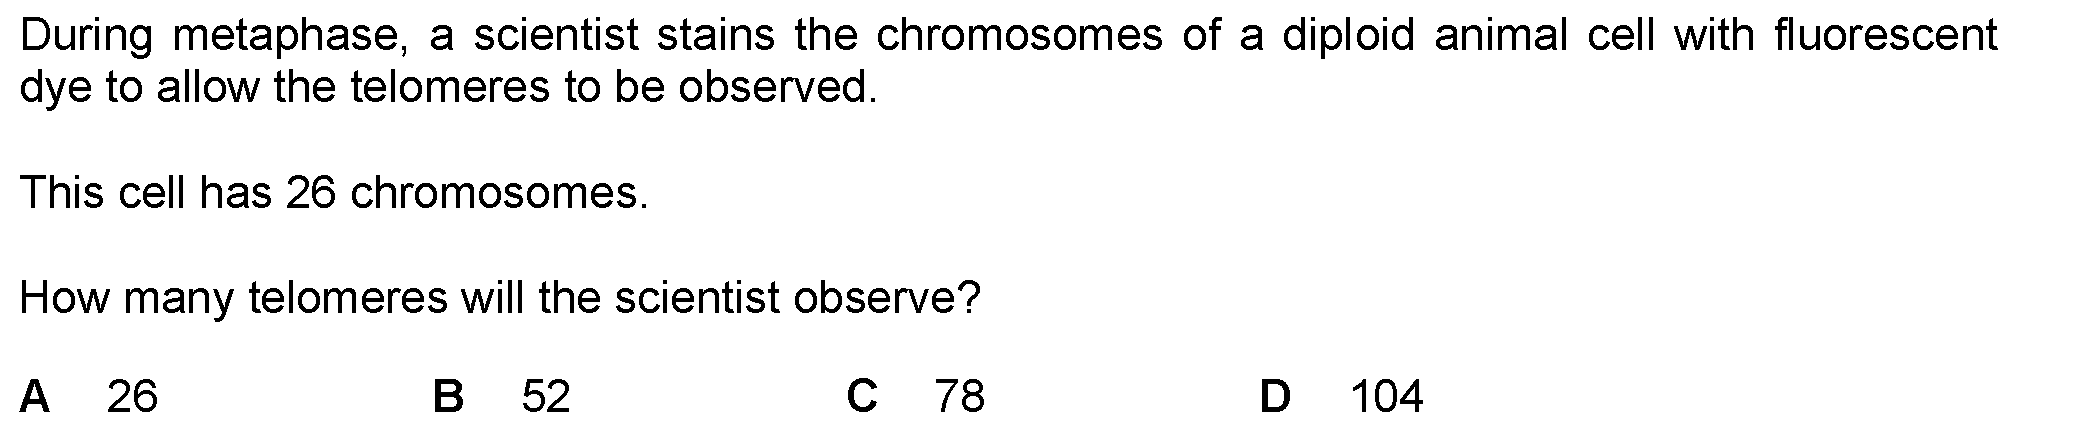 During metaphase, a scientist stains the chromosomes of a diploid animal cell with fluorescent
dye to allow the telomeres to be observed.
This cell has 26 chromosomes.
How many telomeres will the scientist observe?
A 26 B 52 C 78 D 104